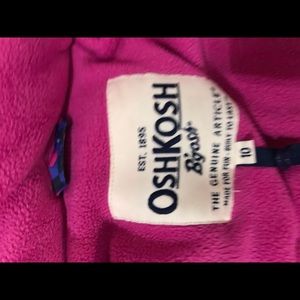 EST. 1895
OSHKOSH
B'gosh
THE GENUINE ARTICLE
MADE FOR FUN · BUILT TO LAST
10